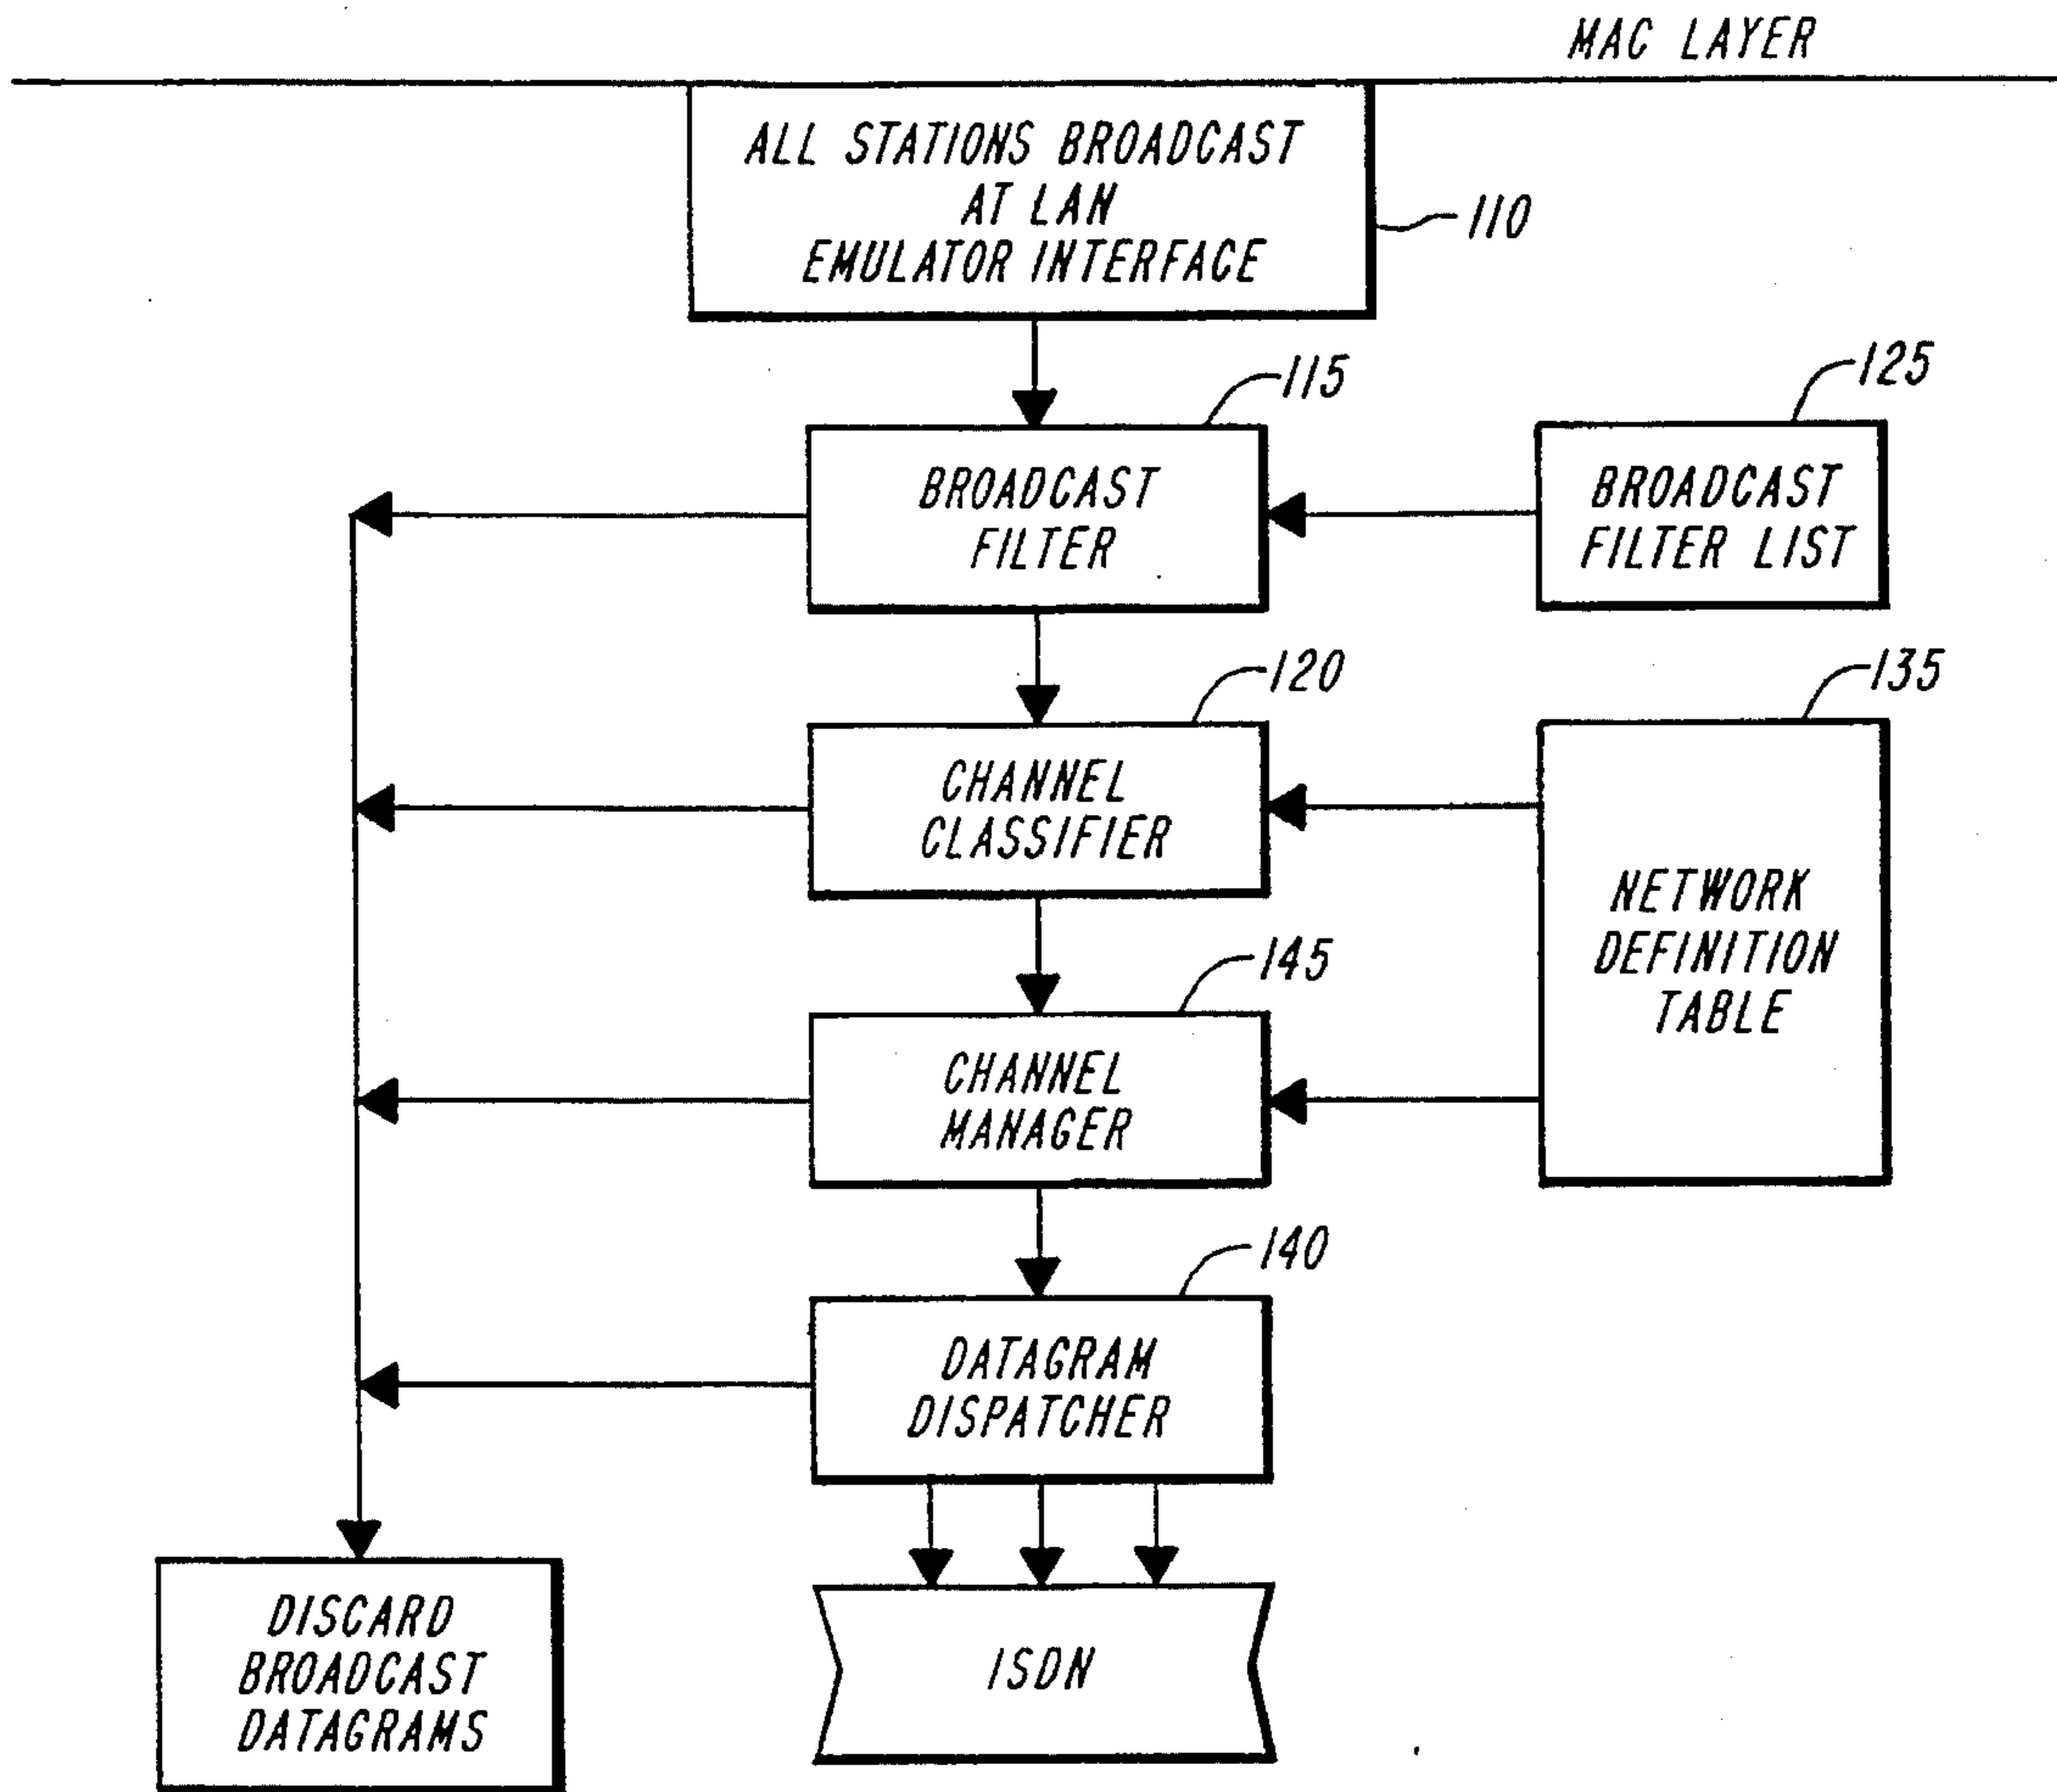 MAC LAYER
ALL STATIONS BROADCAST
AT LAN
EMULATOR INTERFACE
110
115
125
BROADCAST
FILTER
BROADCAST
FILTER LIST
120
135
CHANNEL
CLASSIFIER
NETWORK
DEFINITION
TABLE
145
CHANNEL
MANAGER
140
DATAGRAM
DISPATCHER
DISCARD
BROADCAST
DATAGRAMS
ISDN